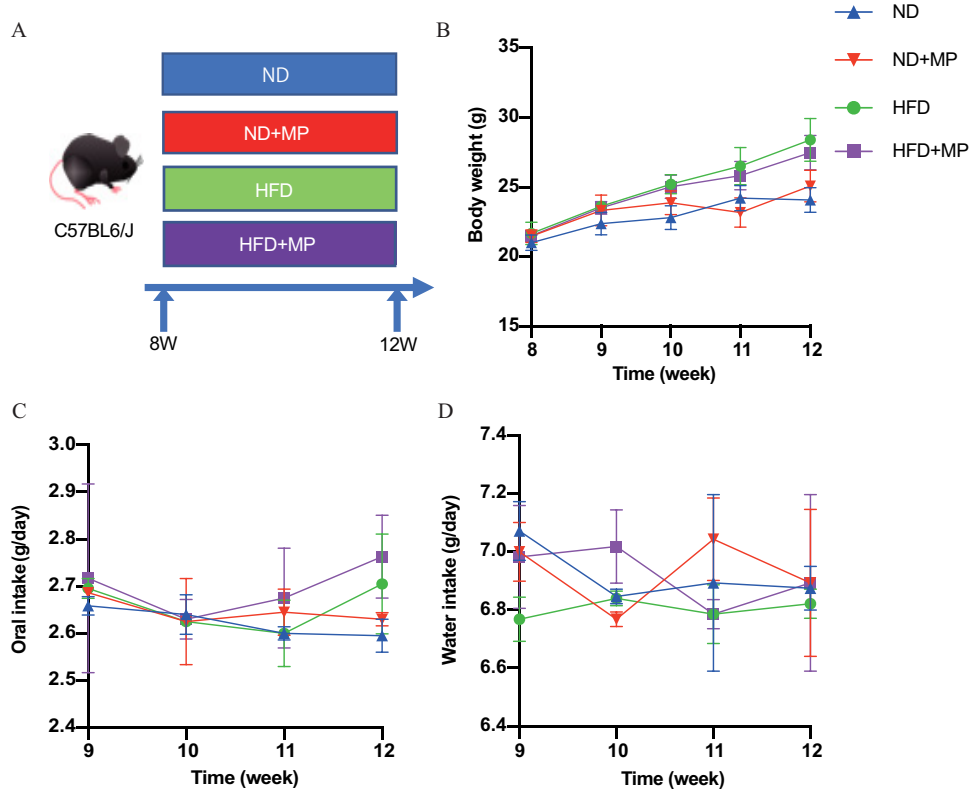 A
ND
ND+MP
HFD
HFD+MP
C57BL6/J
8W
12W
B
ND
ND+MP
HFD
HFD+MP
Body weight (g)
35
30
25
20
15
8
9
10
11
12
Time (week)
C
Oral intake (g/day)
3.0
2.9
2.8
2.7
2.6
2.5
2.4
9
10
11
12
Time (week)
D
Water intake (g/day)
7.4
7.2
7.0
6.8
6.6
6.4
9
10
11
12
Time (week)